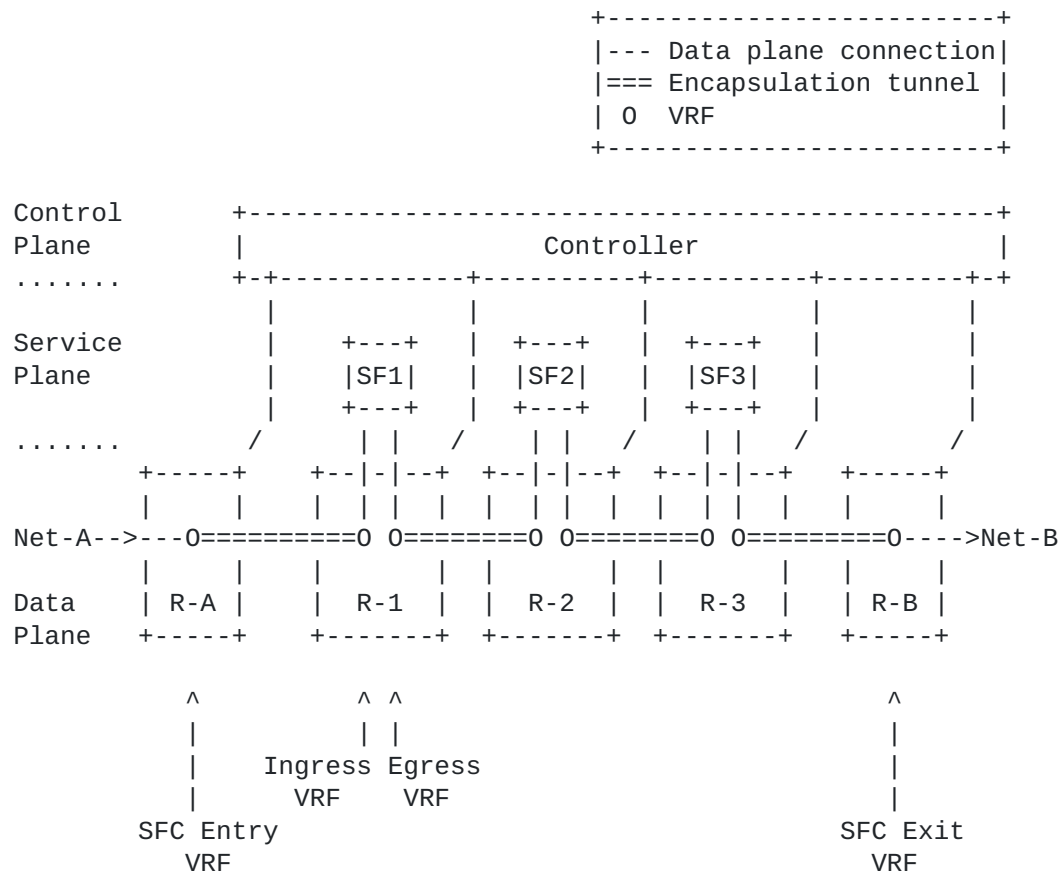 +-------------------------+
|--- Data plane connection|
|=== Encapsulation tunnel |
| O  VRF                  |
+-------------------------+
Control       +------------------------------------------------+
Plane         |                   Controller                   |
.......       +-+------------+----------+----------+---------+-+
                |            |          |          |         |
Service         |    +---+   |  +---+   |  +---+   |         |
Plane           |    |SF1|   |  |SF2|   |  |SF3|   |         |
                |    +---+   |  +---+   |  +---+   |         |
.......        /      | |   /    | |   /    | |   /         /
        +-----+    +--|-|--+  +--|-|--+  +--|-|--+   +-----+
        |     |    |  | |  |  |  | |  |  |  | |  |   |     |
Net-A-->---O==========O O========O O========O O=========O---->Net-B
        |     |    |       |  |       |  |       |   |     |
Data    | R-A |    |  R-1  |  |  R-2  |  |  R-3  |   | R-B |
Plane   +-----+    +-------+  +-------+  +-------+   +-----+
           ^          ^ ^                               ^
           |          | |                               |
           |    Ingress Egress                          |
           |      VRF   VRF                             |
        SFC Entry                                    SFC Exit
           VRF                                         VRF